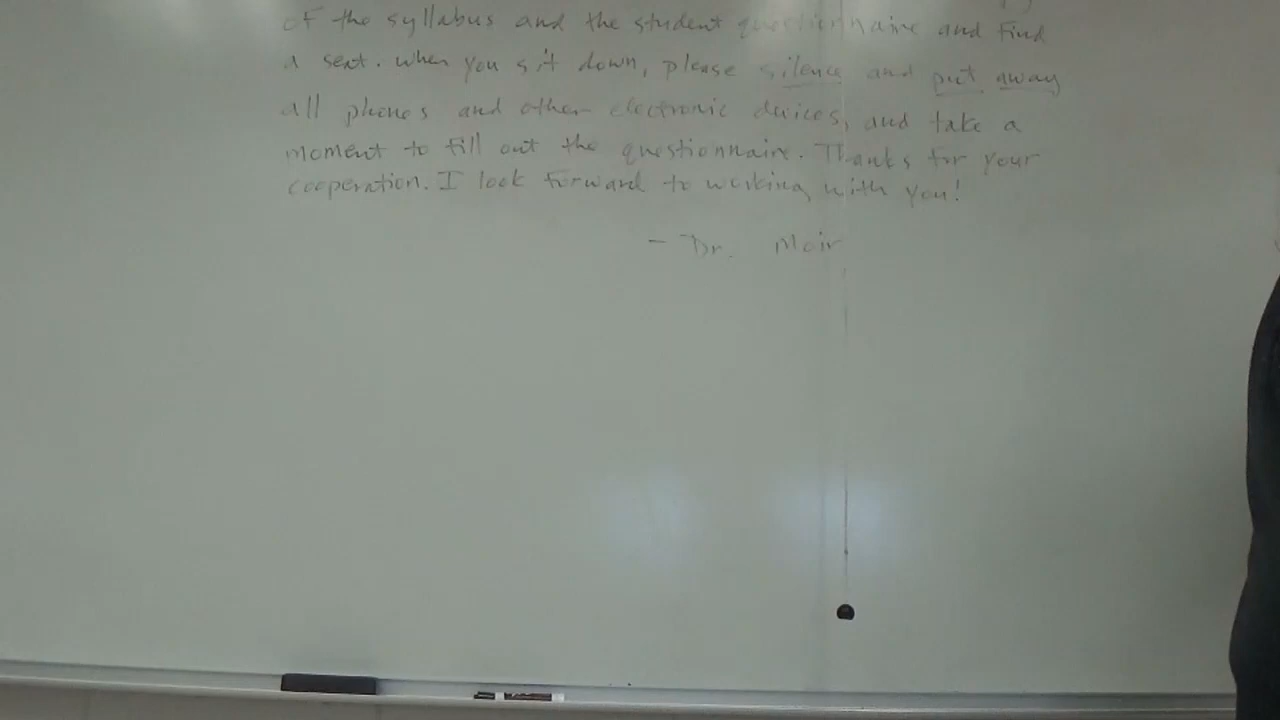 of the syllabus and the student questionnaire and find
a seat. When you sit down, please silence and put away
all phones and other electronic devices, and take a
moment to fill out the questionnaire. Thanks for your
cooperation. I look forward to working with you!
- Dr. Moir